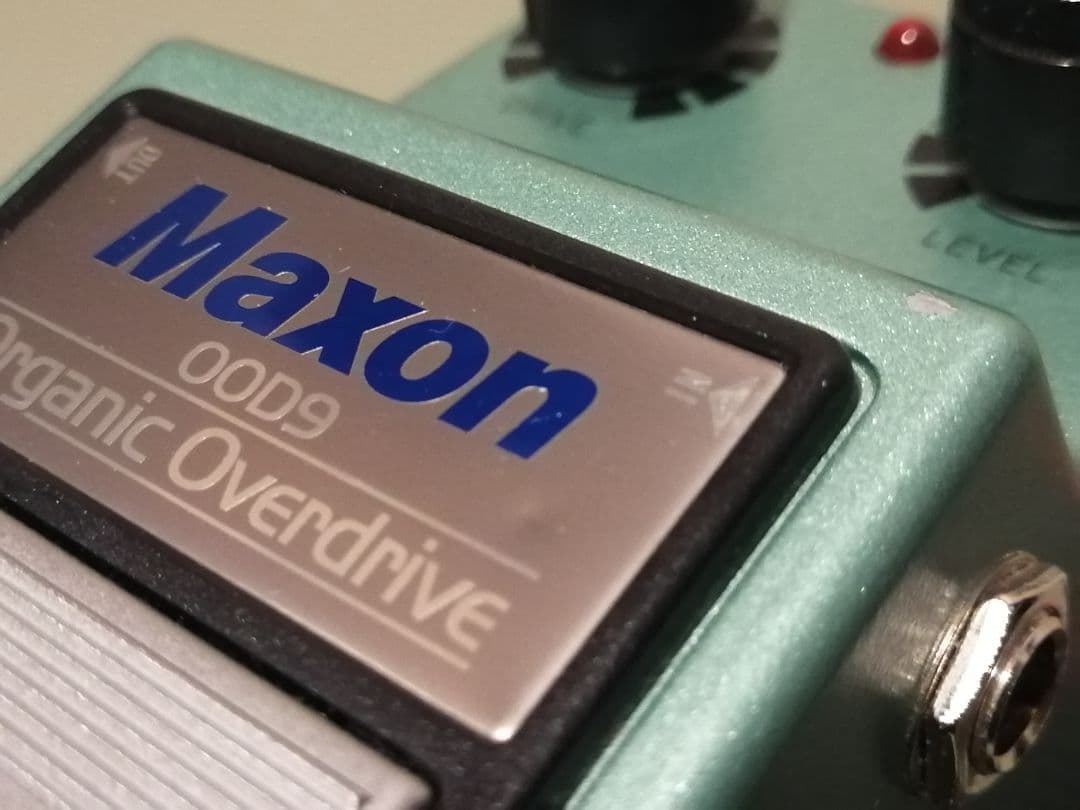 LEVEL
OUT
Maxon
IN
OOD9
Organic Overdrive